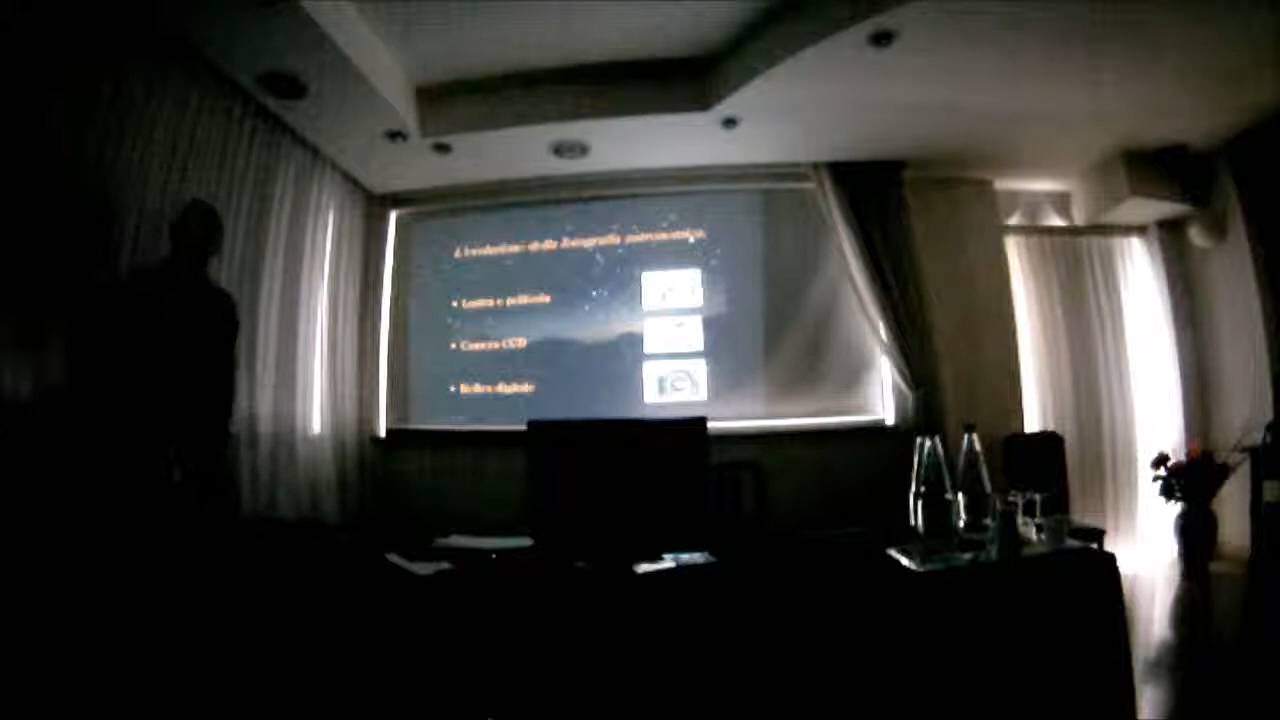 L'evoluzione della fotografia astronomica
• Lastra e pellicola
• Camera CCD
• Reflex digitale